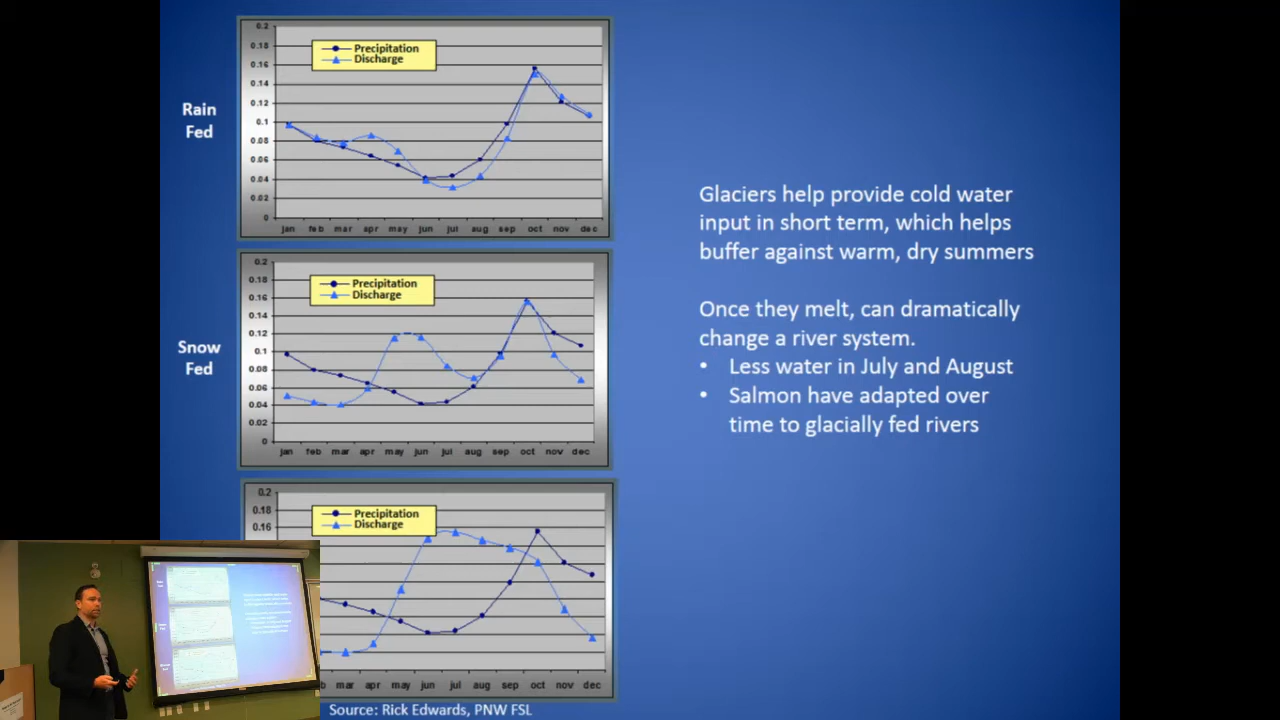 Rain
Fed
0.2
0.18
0.16
0.14
0.12
0.1
0.08
0.06
0.04
0.02
0
Precipitation
Discharge
jan feb mar apr may jun jul aug sep oct nov dec
Snow
Fed
0.2
0.18
0.16
0.14
0.12
0.1
0.08
0.06
0.04
0.02
0
Precipitation
Discharge
jan feb mar apr may jun jul aug sep oct nov dec
0.2
0.18
0.16
Precipitation
Discharge
mar apr may jun jul aug sep oct nov dec
Source: Rick Edwards, PNW FSL
Glaciers help provide cold water
input in short term, which helps
buffer against warm, dry summers
Once they melt, can dramatically
change a river system.
• Less water in July and August
• Salmon have adapted over
time to glacially fed rivers